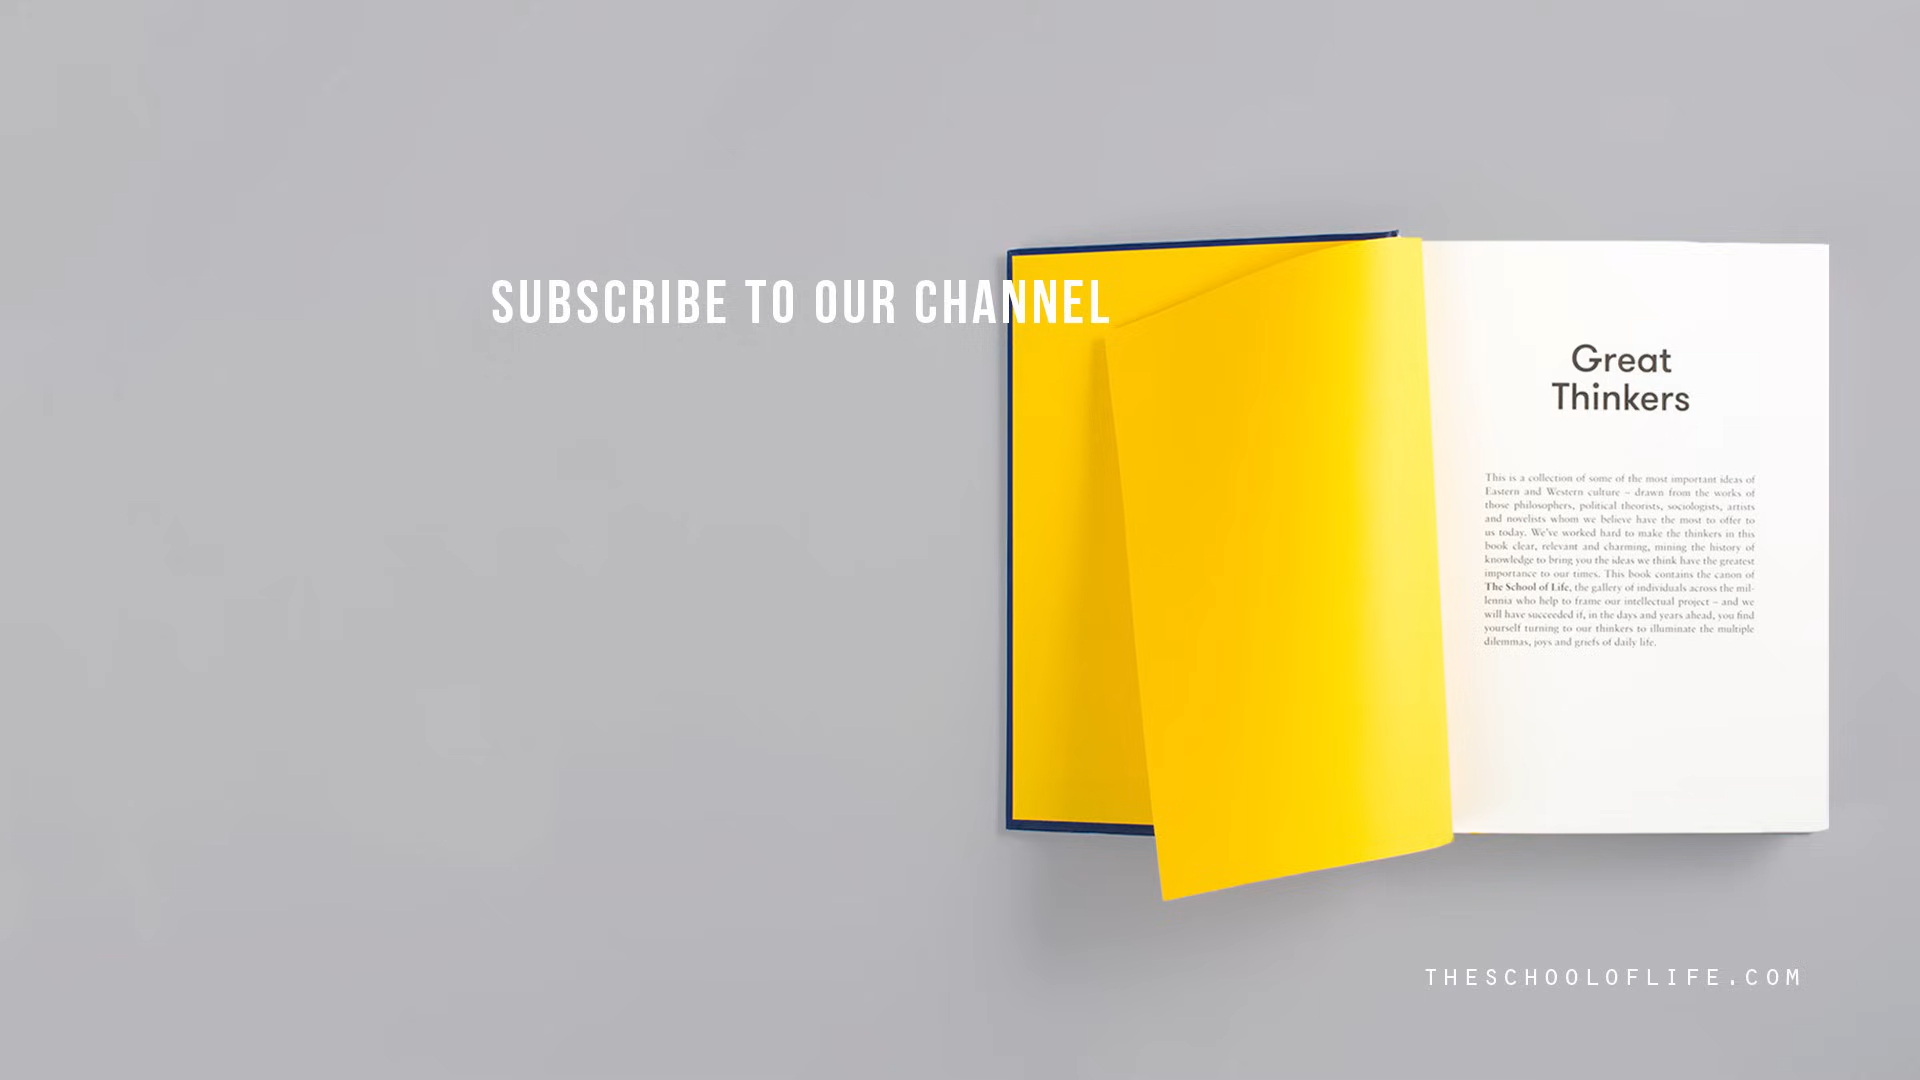 SUBSCRIBE TO OUR CHANNEL
Great
Thinkers
This is a collection of some of the most important ideas of
Eastern and Western culture – drawn from the works of
those philosophers, political theorists, sociologists, artists
and novelists whom we believe have the most to offer to
us today. We've worked hard to make the thinkers in this
book clear, relevant and charming, mining the history of
knowledge to bring you the ideas we think have the greatest
importance to our times. This book contains the canon of
The School of Life, the gallery of individuals across the mil-
lennia who help to frame our intellectual project – and we
will have succeeded if, in the days and years ahead, you find
yourself turning to our thinkers to illuminate the multiple
dilemmas, joys and griefs of daily life.
THESCHOOLOFLIFE.COM